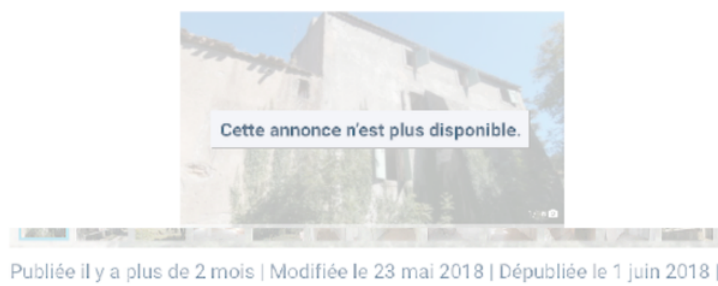 Cette annonce n'est plus disponible.
Publiée il y a plus de 2 mois | Modifiée le 23 mai 2018 | Dépubliée le 1 juin 2018 |